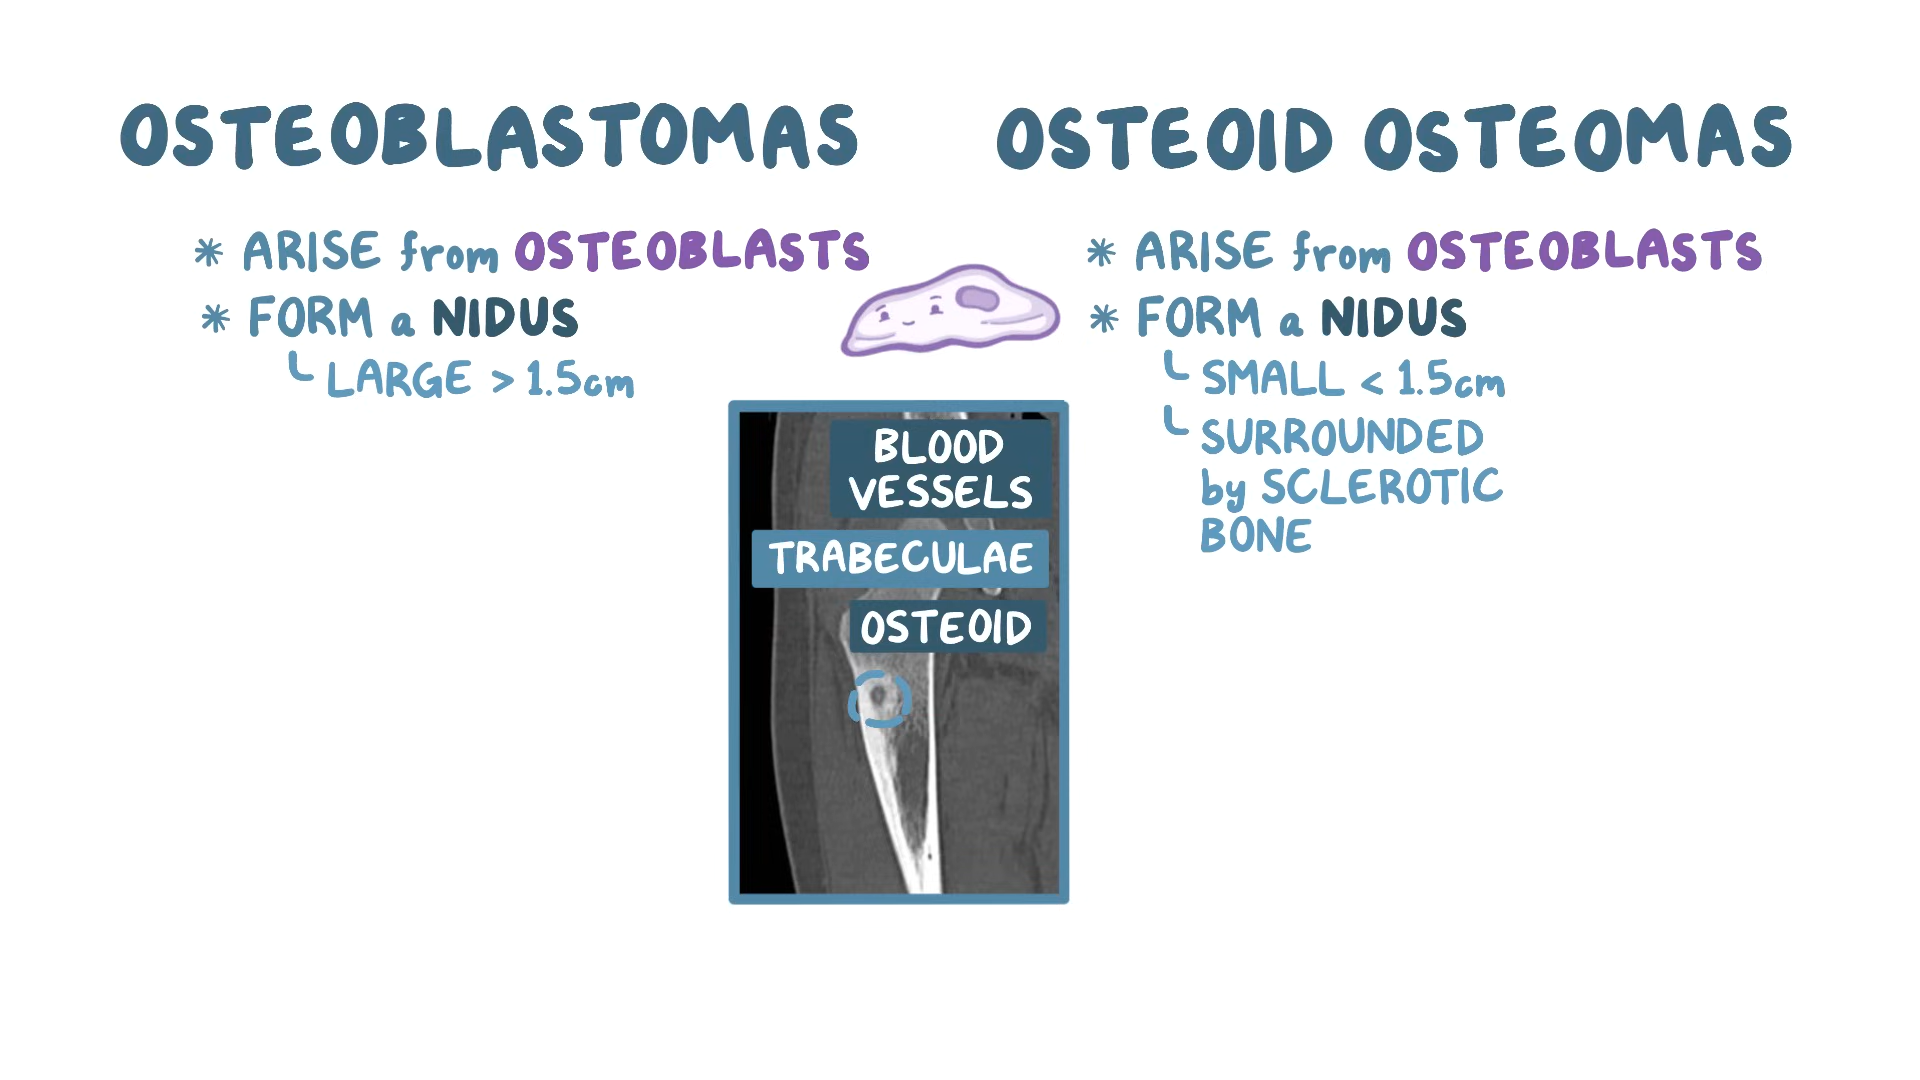 OSTEOBLASTOMAS
* ARISE from OSTEOBLASTS
* FORM a NIDUS
LARGE > 1.5cm
OSTEOID OSTEOMAS
* ARISE from OSTEOBLASTS
* FORM a NIDUS
SMALL < 1.5cm
SURROUNDED
by SCLEROTIC
BONE
BLOOD
VESSELS
TRABECULAE
OSTEOID